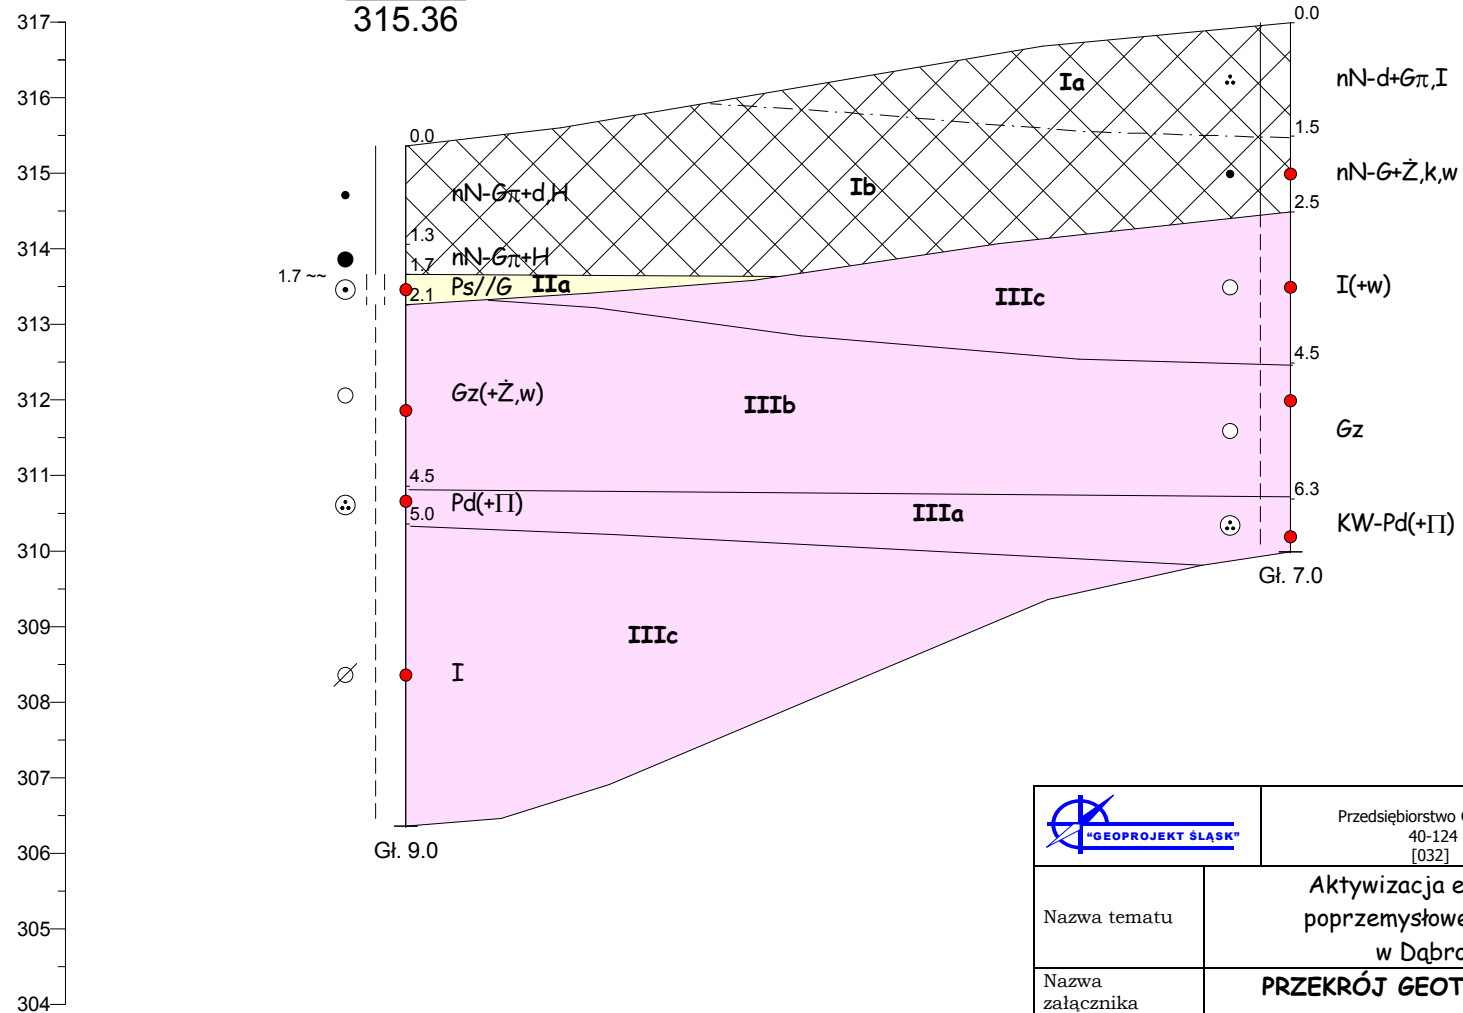 315.36
317
316
315
314
313
312
311
310
309
308
307
306
305
304
0.0
nN-Gπ+d,H
1.3
nN-Gπ+H
1.7
1.7 ~~
Ps//G
IIa
2.1
Gz(+Ż,w)
4.5
Pd(+Π)
5.0
I
Gł. 9.0
Ia
Ib
IIIc
IIIb
IIIa
IIIc
0.0
nN-d+Gπ,I
1.5
nN-G+Ż,k,w
2.5
I(+w)
4.5
Gz
6.3
KW-Pd(+Π)
Gł. 7.0
"GEOPROJEKT ŚLĄSK"
Przedsiębiorstwo
40-124
[032]
Nazwa tematu
Aktywizacja e
poprzemysłowe
w Dąbro
Nazwa
załącznika
PRZEKRÓJ GEOT